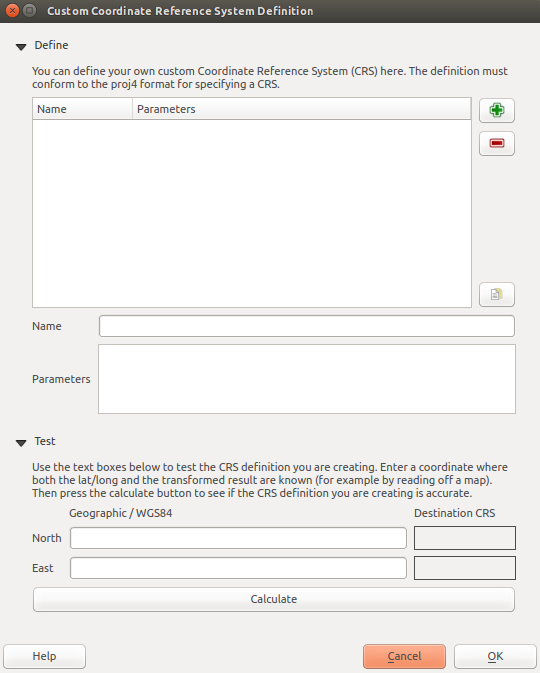 Custom Coordinate Reference System Definition
Define
You can define your own custom Coordinate Reference System (CRS) here. The definition must
conform to the proj4 format for specifying a CRS.
Name Parameters
Name
Parameters
Test
Use the text boxes below to test the CRS definition you are creating. Enter a coordinate where
both the lat/long and the transformed result are known (for example by reading off a map).
Then press the calculate button to see if the CRS definition you are creating is accurate.
Geographic / WGS84 Destination CRS
North
East
Calculate
Help Cancel OK